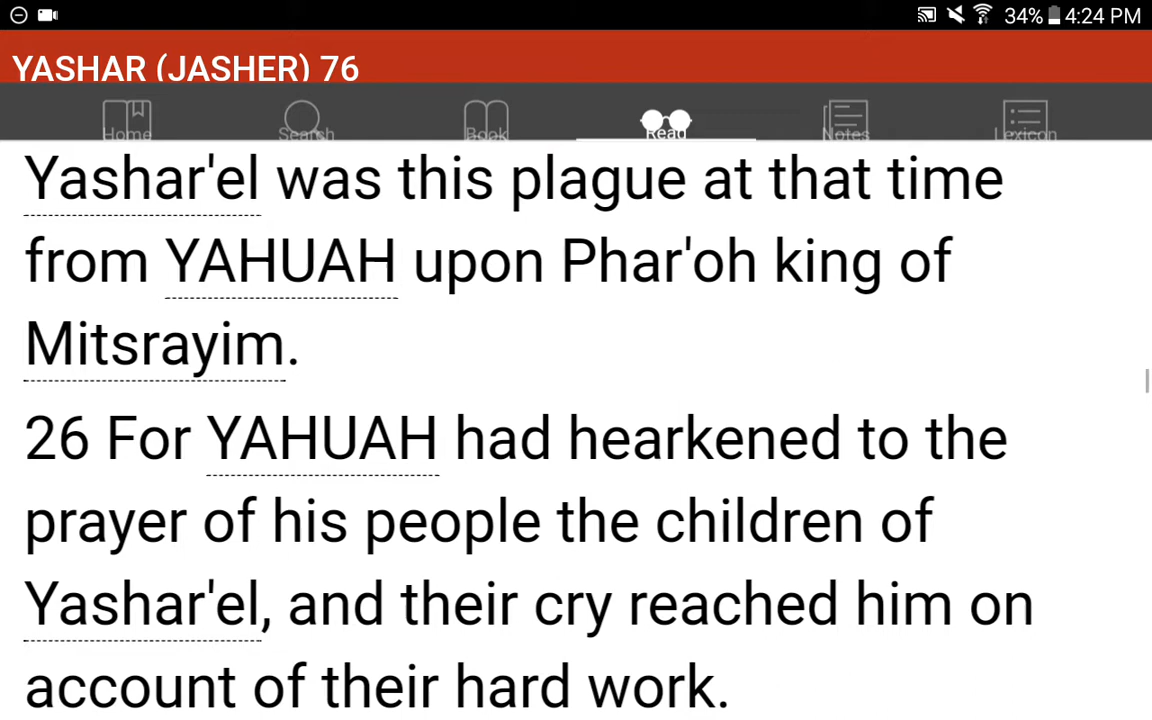 34% 4:24 PM
YASHAR (JASHER) 76
Home Search Book Read Notes Lexicon
Yashar'el was this plague at that time
from YAHUAH upon Phar'oh king of
Mitsrayim.
26 For YAHUAH had hearkened to the
prayer of his people the children of
Yashar'el, and their cry reached him on
account of their hard work.